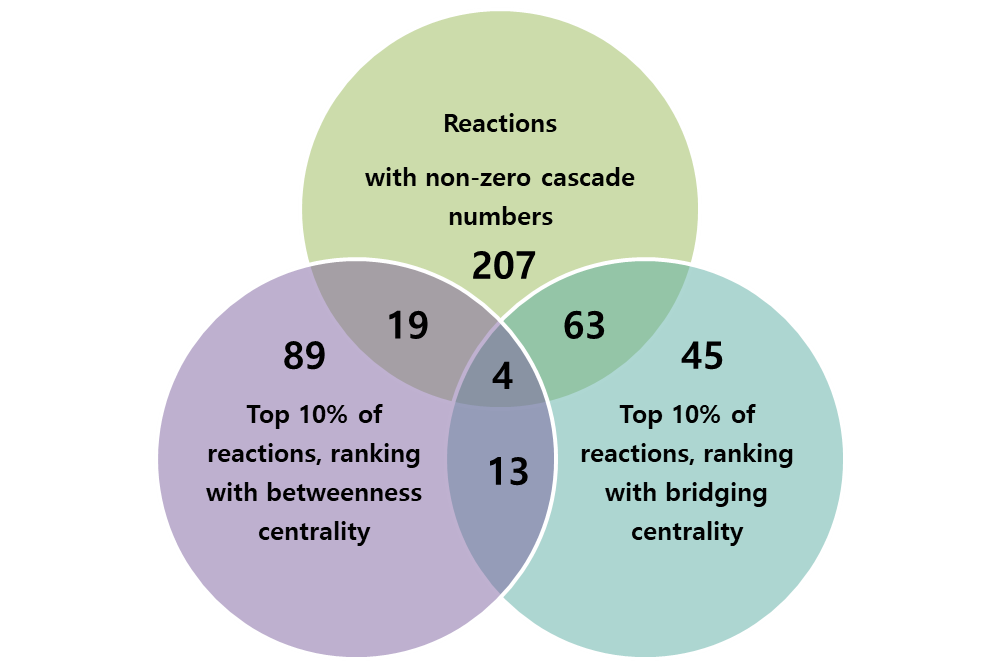 Reactions
with non-zero cascade
numbers
207
19
63
89
45
4
Top 10% of
reactions, ranking
with betweenness
centrality
Top 10% of
reactions, ranking
with bridging
centrality
13